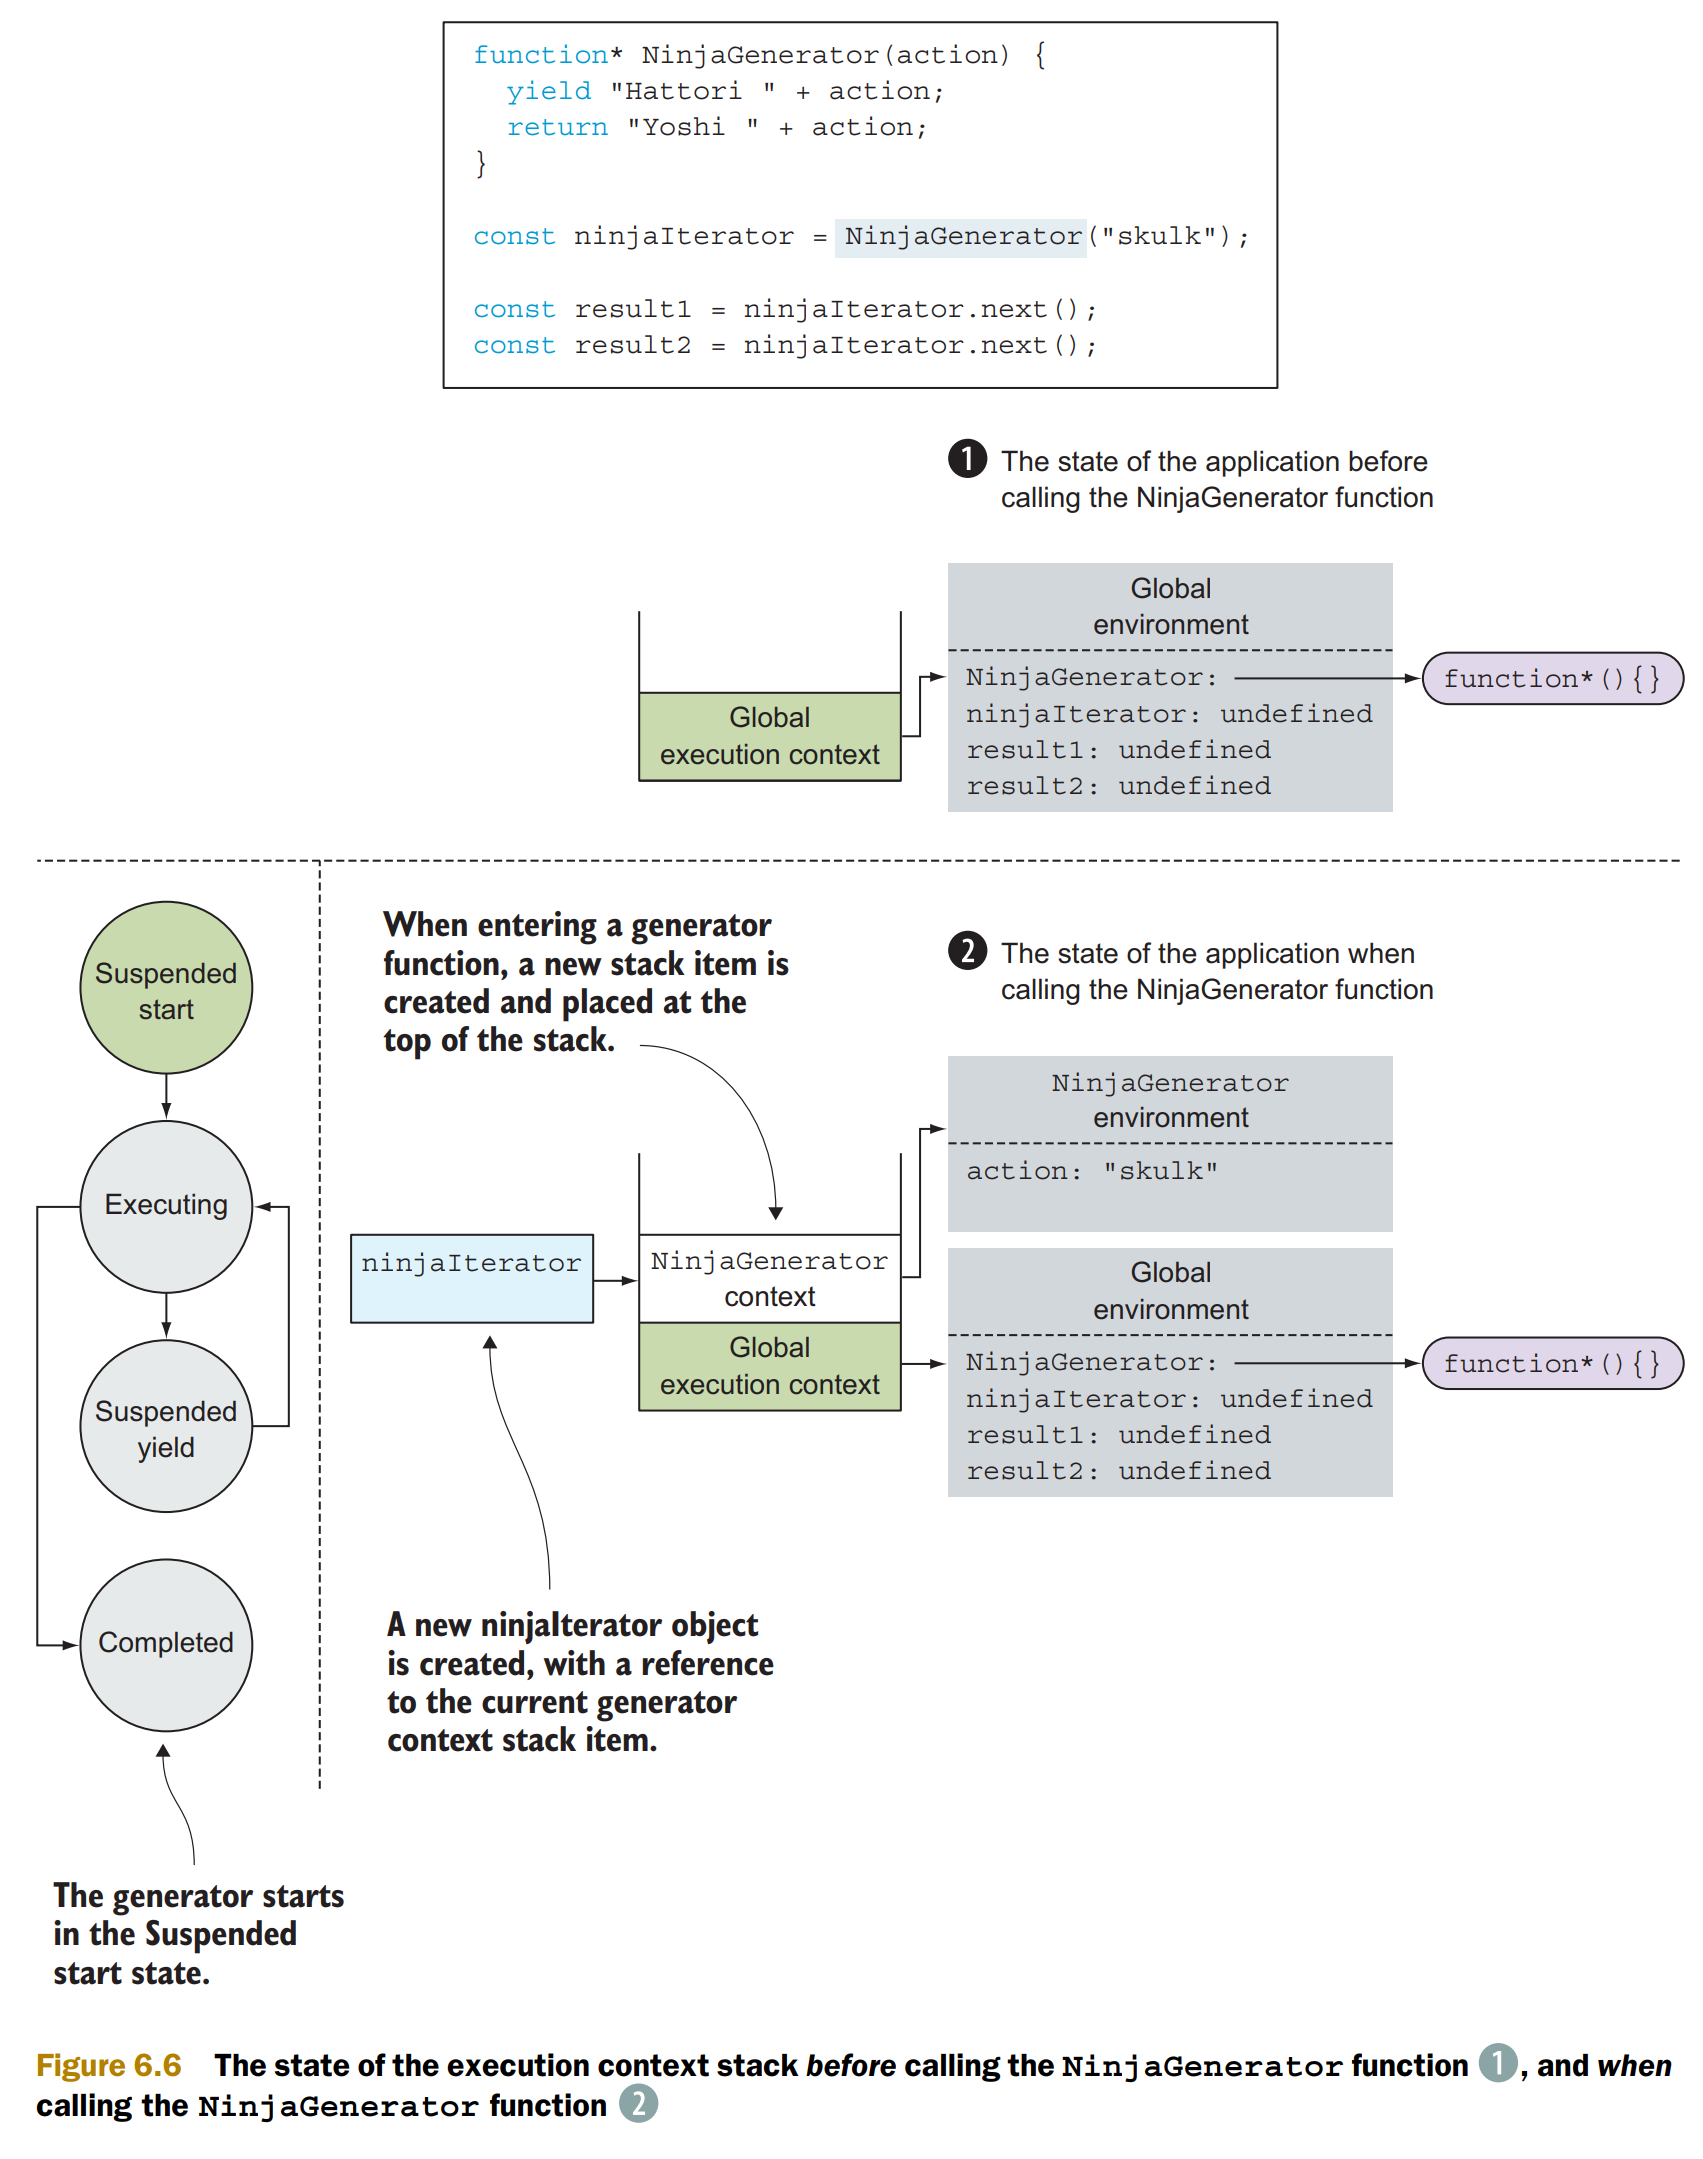 function* NinjaGenerator(action) {
  yield "Hattori " + action;
  return "Yoshi " + action;
}
const ninjaIterator = NinjaGenerator("skulk");
const result1 = ninjaIterator.next();
const result2 = ninjaIterator.next();
1 The state of the application before
calling the NinjaGenerator function
Global
execution context
Global
environment
NinjaGenerator:
ninjaIterator: undefined
result1: undefined
result2: undefined
function*(){}
Suspended
start
Executing
Suspended
yield
Completed
The generator starts
in the Suspended
start state.
When entering a generator
function, a new stack item is
created and placed at the
top of the stack.
2 The state of the application when
calling the NinjaGenerator function
ninjaIterator
NinjaGenerator
context
Global
execution context
NinjaGenerator
environment
action: "skulk"
Global
environment
NinjaGenerator:
ninjaIterator: undefined
result1: undefined
result2: undefined
function*(){}
A new ninjaIterator object
is created, with a reference
to the current generator
context stack item.
Figure 6.6 The state of the execution context stack before calling the NinjaGenerator function 1, and when
calling the NinjaGenerator function 2